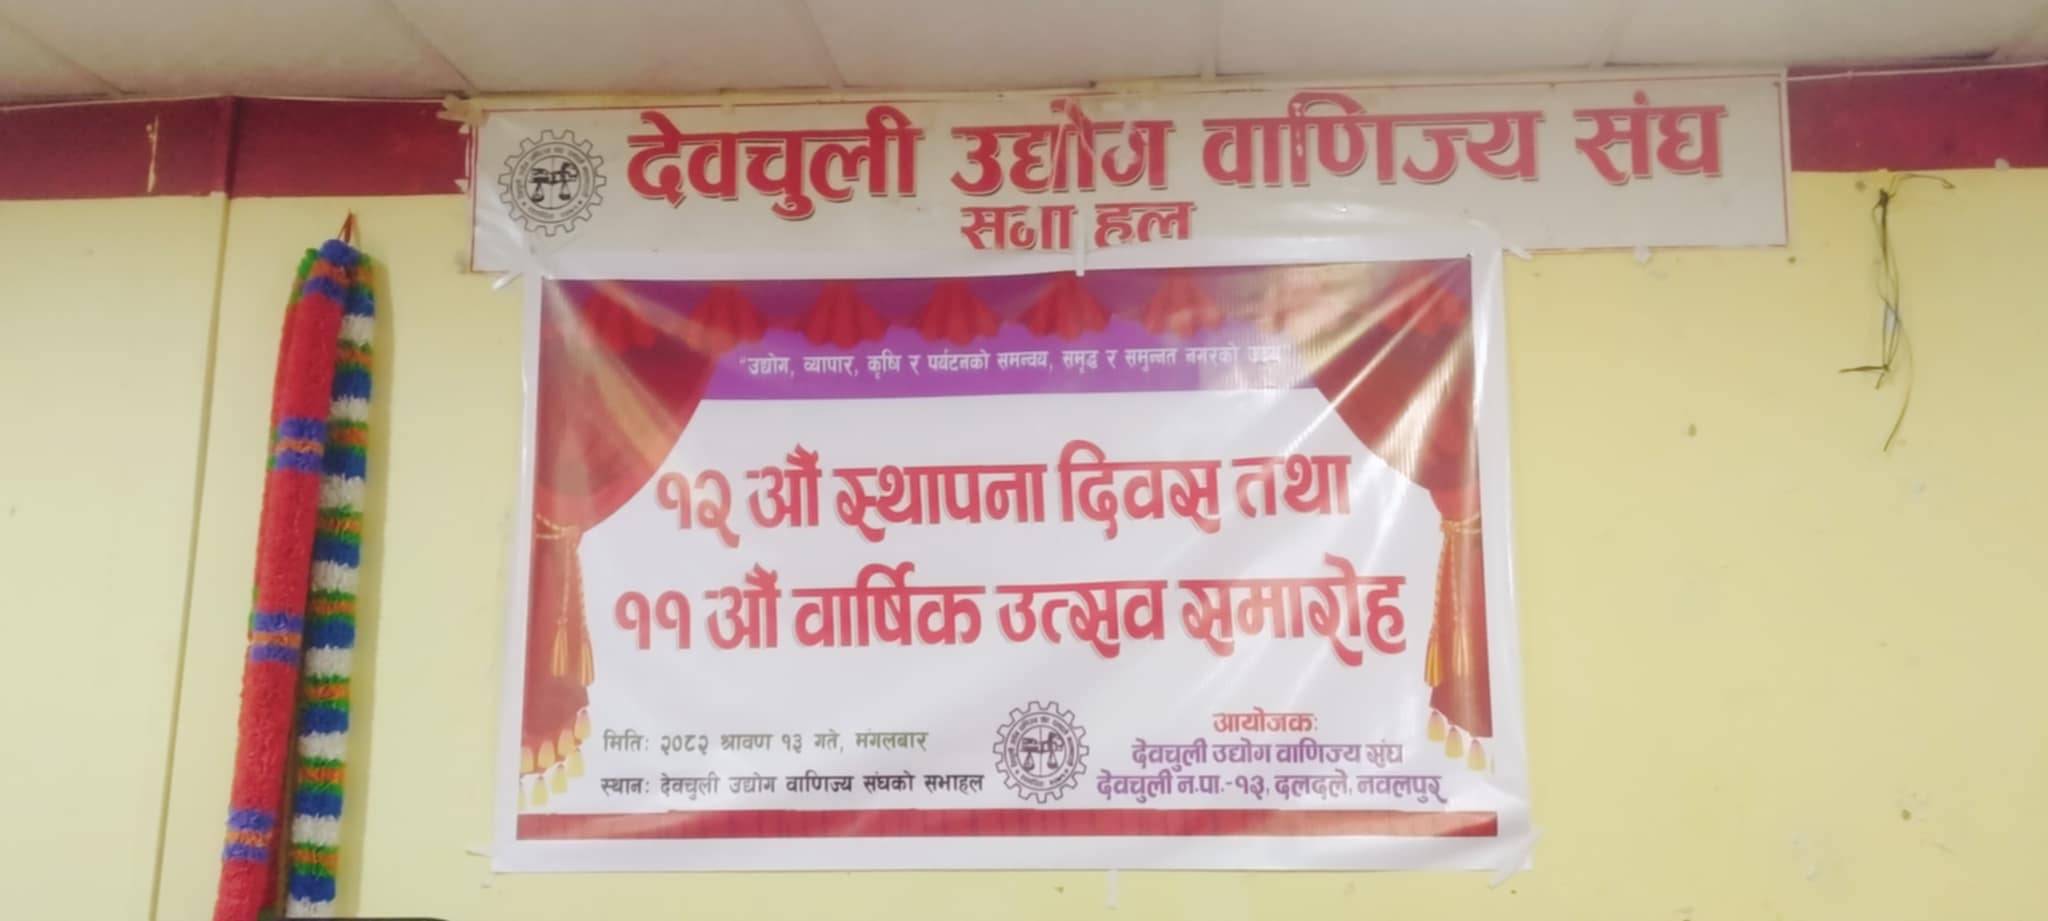 देवचुली उद्योग वाणिज्य संघ
सभा हल
"उद्योग, व्यापार, कृषि र पर्यटनको समन्वय, समृद्ध र समुन्नत नगरको
१२ औं स्थापना दिवस तथा
११ औं वार्षिक उत्सव समारोह
मिति: २०८२ श्रावण १३ गते, मंगलबार
स्थान: देवचुली उद्योग वाणिज्य संघको सभाहल
आयोजक:
देवचुली उद्योग वाणिज्य संघ
देवचुली न.पा.-१३, दलदले, नवलपुर